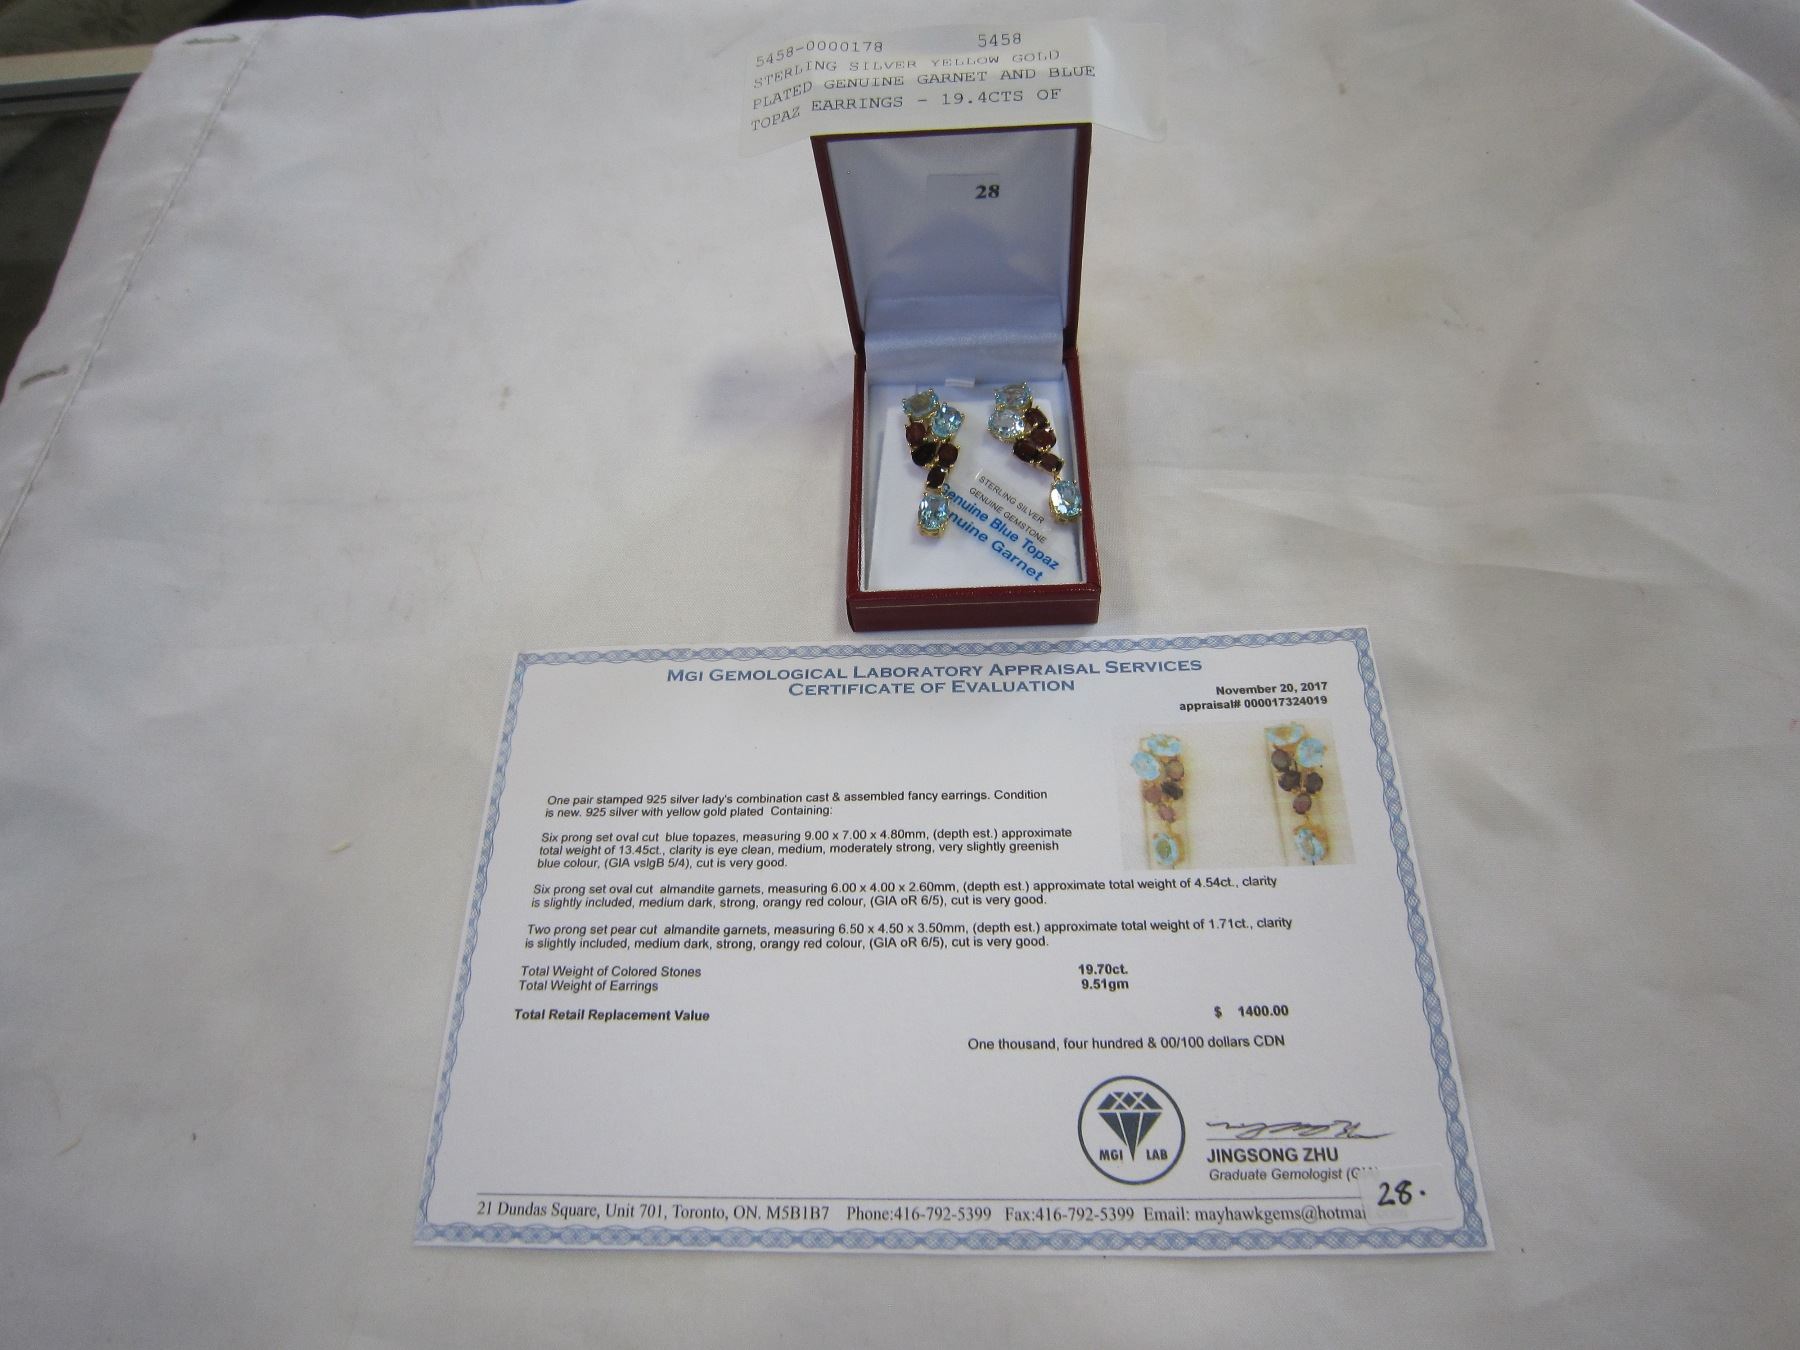 5458-0000178 5458
STERLING SILVER YELLOW GOLD
PLATED GENUINE GARNET AND BLUE
TOPAZ EARRINGS - 19.4CTS OF
28
STERLING SILVER
GENUINE GEMSTONE
Genuine Blue Topaz
nuine Garnet
MGI GEMOLOGICAL LABORATORY APPRAISAL SERVICES
CERTIFICATE OF EVALUATION
November 20, 2017
appraisal# 000017324019
One pair stamped 925 silver lady's combination cast & assembled fancy earrings. Condition
is new. 925 silver with yellow gold plated Containing:
Six prong set oval cut blue topazes, measuring 9.00 x 7.00 x 4.80mm, (depth est.) approximate
total weight of 13.45ct., clarity is eye clean, medium, moderately strong, very slightly greenish
blue colour, (GIA vslgB 5/4), cut is very good.
Six prong set oval cut almandite garnets, measuring 6.00 x 4.00 x 2.60mm, (depth est.) approximate total weight of 4.54ct., clarity
is slightly included, medium dark, strong, orangy red colour, (GIA oR 6/5), cut is very good.
Two prong set pear cut almandite garnets, measuring 6.50 x 4.50 x 3.50mm, (depth est.) approximate total weight of 1.71ct., clarity
is slightly included, medium dark, strong, orangy red colour, (GIA oR 6/5), cut is very good.
Total Weight of Colored Stones 19.70ct.
Total Weight of Earrings 9.51gm
Total Retail Replacement Value $ 1400.00
One thousand, four hundred & 00/100 dollars CDN
MGI LAB
JINGSONG ZHU
Graduate Gemologist (G
28.
21 Dundas Square, Unit 701, Toronto, ON. M5B1B7 Phone:416-792-5399 Fax:416-792-5399 Email: mayhawkgems@hotmai